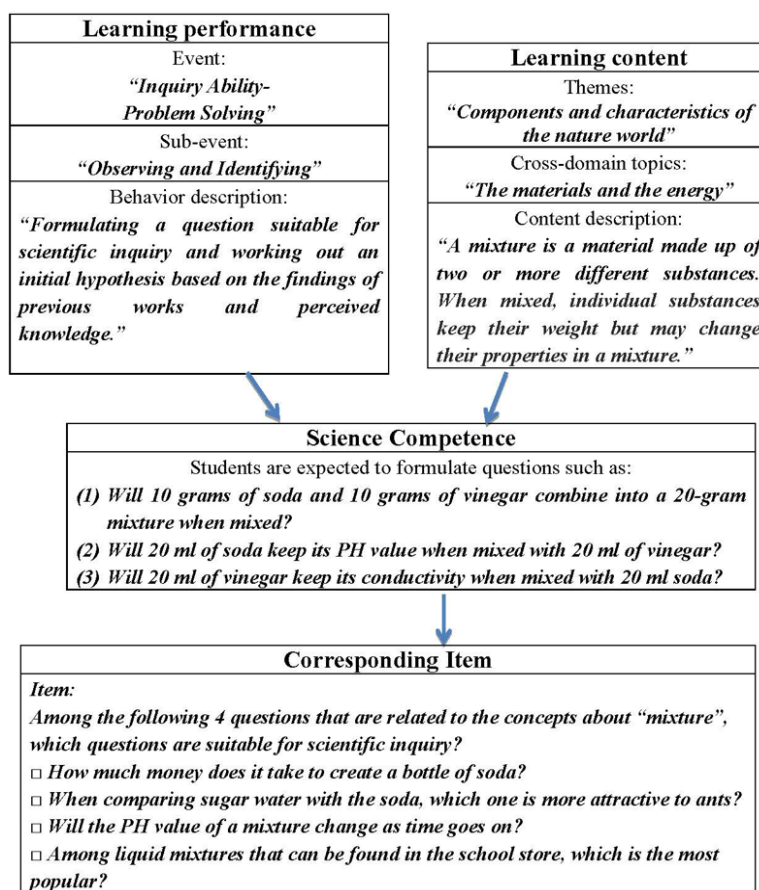 Learning performance
Event:
“Inquiry Ability-
Problem Solving”
Sub-event:
“Observing and Identifying”
Behavior description:
“Formulating a question suitable for
scientific inquiry and working out an
initial hypothesis based on the findings of
previous works and perceived
knowledge.”
Learning content
Themes:
“Components and characteristics of
the nature world”
Cross-domain topics:
“The materials and the energy”
Content description:
“A mixture is a material made up of
two or more different substances.
When mixed, individual substances
keep their weight but may change
their properties in a mixture.”
Science Competence
Students are expected to formulate questions such as:
(1) Will 10 grams of soda and 10 grams of vinegar combine into a 20-gram
mixture when mixed?
(2) Will 20 ml of soda keep its PH value when mixed with 20 ml of vinegar?
(3) Will 20 ml of vinegar keep its conductivity when mixed with 20 ml soda?
Corresponding Item
Item:
Among the following 4 questions that are related to the concepts about “mixture”,
which questions are suitable for scientific inquiry?
□ How much money does it take to create a bottle of soda?
□ When comparing sugar water with the soda, which one is more attractive to ants?
□ Will the PH value of a mixture change as time goes on?
□ Among liquid mixtures that can be found in the school store, which is the most
popular?